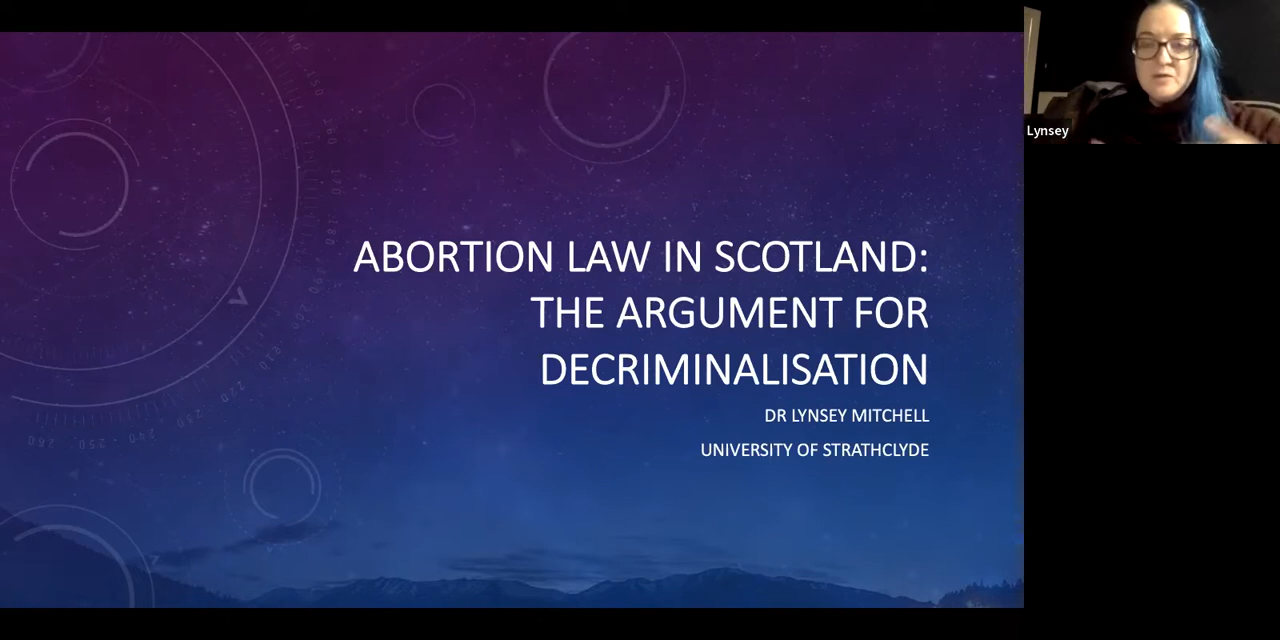 ABORTION LAW IN SCOTLAND:
THE ARGUMENT FOR
DECRIMINALISATION
DR LYNSEY MITCHELL
UNIVERSITY OF STRATHCLYDE
Lynsey